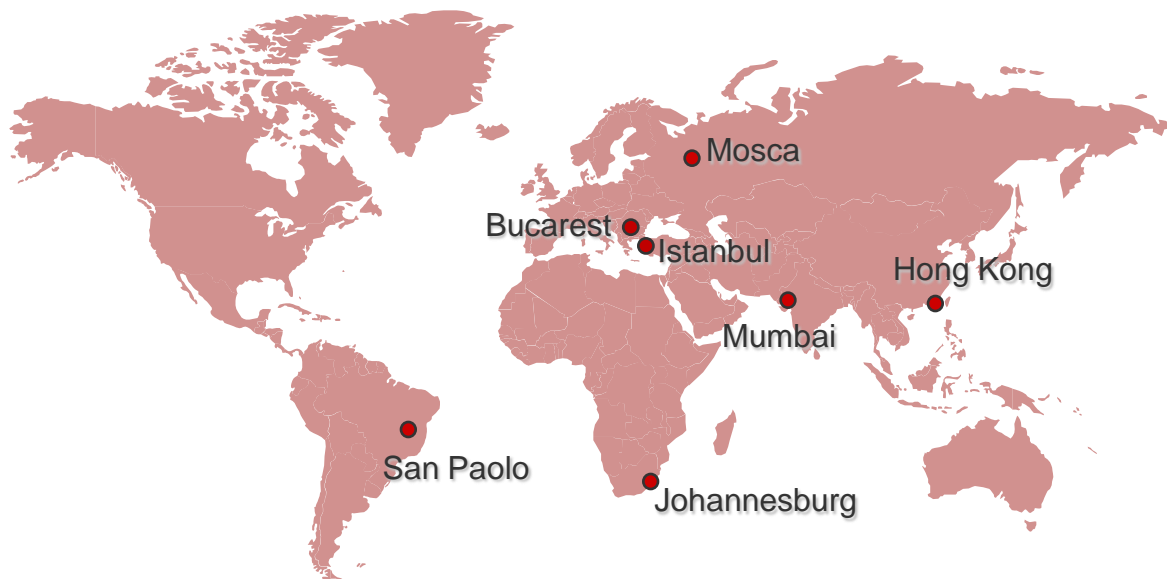 Mosca
Bucarest
Istanbul
Hong Kong
Mumbai
San Paolo
Johannesburg